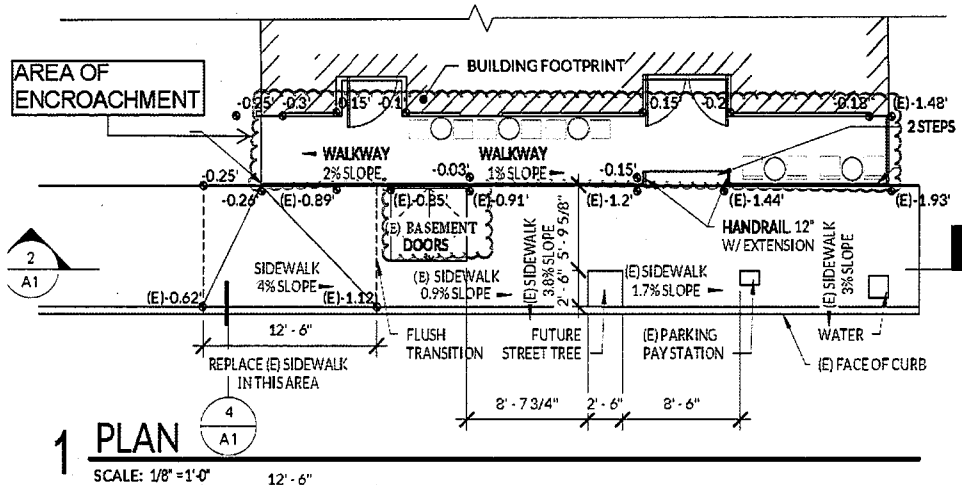 AREA OF
ENCROACHMENT
BUILDING FOOTPRINT
-0.25' -0.3' -0.15' -0.1' -0.15' -0.2' -0.18' (E)-1.48'
2 STEPS
WALKWAY
2% SLOPE
WALKWAY
1% SLOPE
-0.25' -0.03' -0.15'
-0.26' (E)-0.89' (E)-0.85' (E)-0.91' (E)-1.2' (E)-1.44' (E)-1.93'
(E) BASEMENT
DOORS
HANDRAIL 12"
W/ EXTENSION
2
A1
SIDEWALK
4% SLOPE
(E) SIDEWALK
0.9% SLOPE
(E) SIDEWALK
3.8% SLOPE
2' - 6" 5' - 9 5/8"
(E) SIDEWALK
1.7% SLOPE
(E) SIDEWALK
3% SLOPE
(E)-0.62' (E)-1.12'
12' - 6"
REPLACE (E) SIDEWALK
IN THIS AREA
FLUSH
TRANSITION
FUTURE
STREET TREE
(E) PARKING
PAY STATION
WATER
(E) FACE OF CURB
8' - 7 3/4" 2' - 6" 8' - 6"
4
A1
1 PLAN
SCALE: 1/8" =1'-0" 12' - 6"